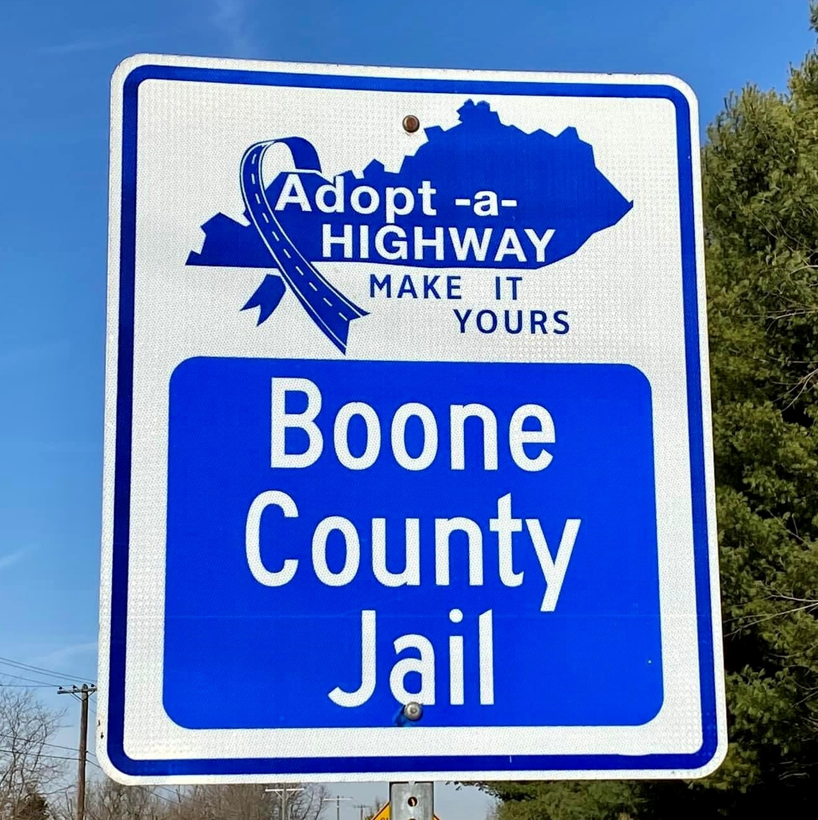 Adopt -a-
HIGHWAY
MAKE IT
YOURS
Boone
County
Jail